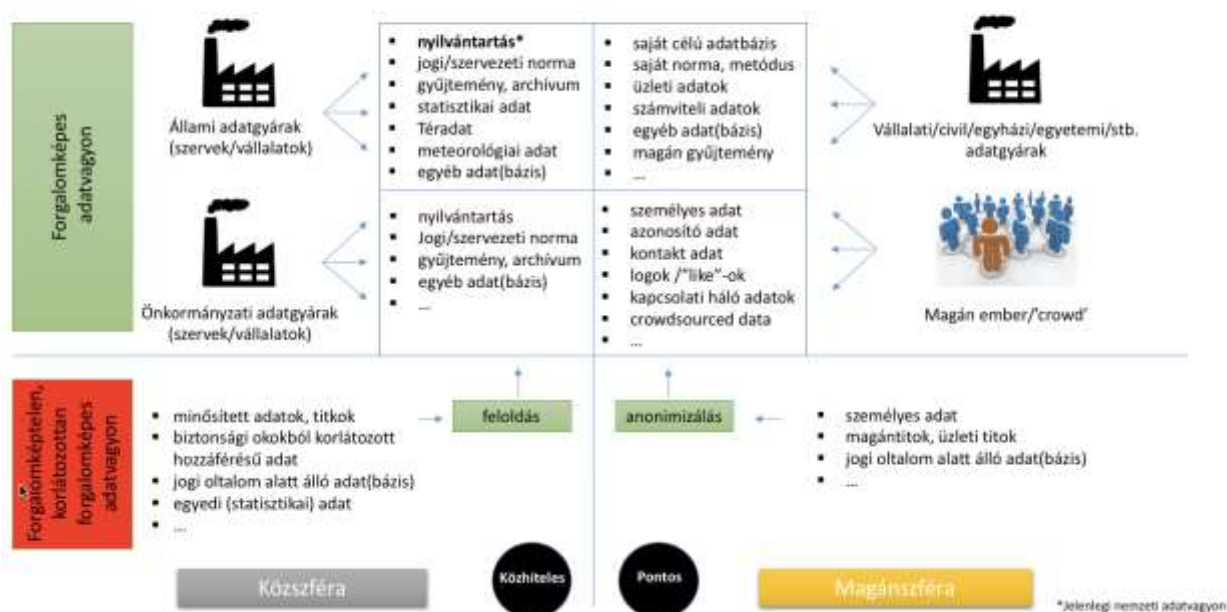 Forgalomképes
adatvagyon
Állami adatgyárak
(szervek/vállalatok)
▪ nyilvántartás*
▪ jogi/szervezeti norma
▪ gyűjtemény, archívum
▪ statisztikai adat
▪ Téradat
▪ meteorológiai adat
▪ egyéb adat(bázis)
▪ saját célú adatbázis
▪ saját norma, metódus
▪ üzleti adatok
▪ számviteli adatok
▪ egyéb adat(bázis)
▪ magán gyűjtemény
▪ ...
Vállalati/civil/egyházi/egyetemi/stb.
adatgyárak
Önkormányzati adatgyárak
(szervek/vállalatok)
▪ nyilvántartás
▪ Jogi/szervezeti norma
▪ gyűjtemény, archívum
▪ egyéb adat(bázis)
▪ ...
▪ személyes adat
▪ azonosító adat
▪ kontakt adat
▪ logok /"like"-ok
▪ kapcsolati háló adatok
▪ crowdsourced data
▪ ...
Magán ember/'crowd'
Forgalomképtelen,
korlátozottan
forgalomképes
adatvagyon
▪ minősített adatok, titkok
▪ biztonsági okokból korlátozott
hozzáférésű adat
▪ jogi oltalom alatt álló adat(bázis)
▪ egyedi (statisztikai) adat
▪ ...
feloldás
anonimizálás
▪ személyes adat
▪ magántitok, üzleti titok
▪ jogi oltalom alatt álló adat(bázis)
▪ ...
Közszféra
Közhiteles
Pontos
Magánszféra
*Jelenlegi nemzeti adatvagyon